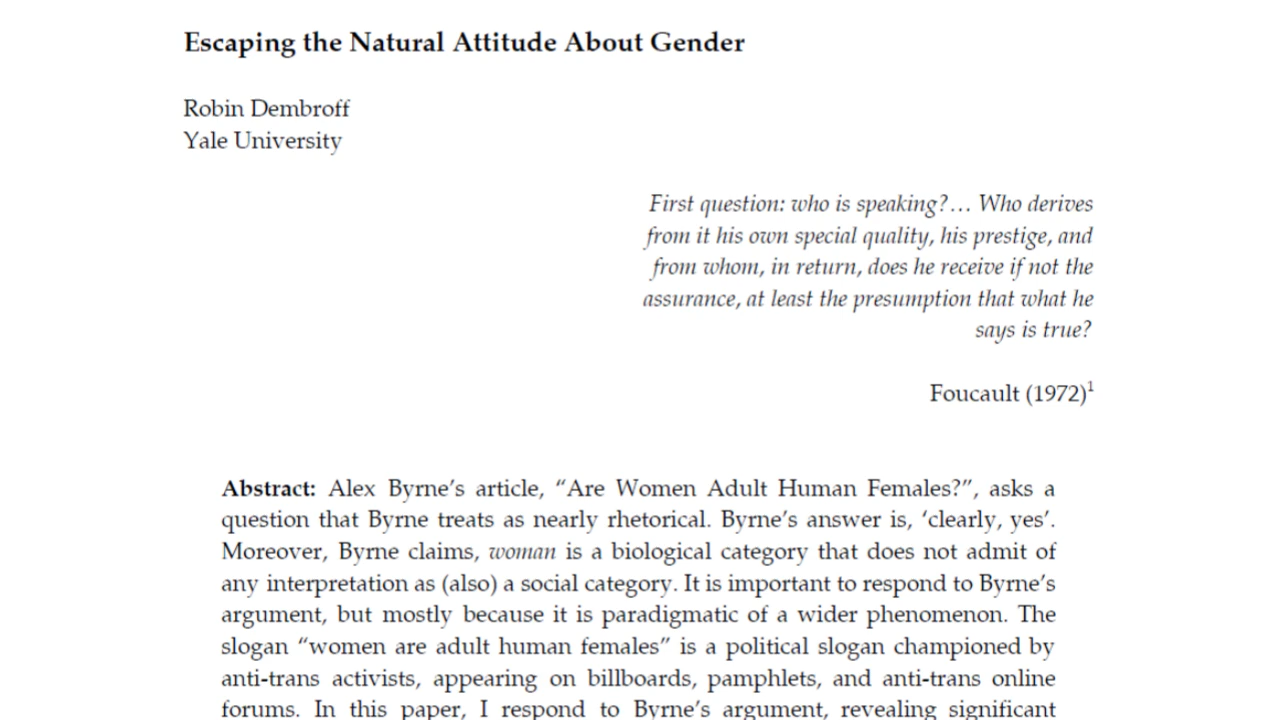 Escaping the Natural Attitude About Gender
Robin Dembroff
Yale University
First question: who is speaking?… Who derives
from it his own special quality, his prestige, and
from whom, in return, does he receive if not the
assurance, at least the presumption that what he
says is true?
Foucault (1972)¹
Abstract: Alex Byrne’s article, “Are Women Adult Human Females?”, asks a
question that Byrne treats as nearly rhetorical. Byrne’s answer is, ‘clearly, yes’.
Moreover, Byrne claims, woman is a biological category that does not admit of
any interpretation as (also) a social category. It is important to respond to Byrne’s
argument, but mostly because it is paradigmatic of a wider phenomenon. The
slogan “women are adult human females” is a political slogan championed by
anti-trans activists, appearing on billboards, pamphlets, and anti-trans online
forums. In this paper, I respond to Byrne’s argument, revealing significant